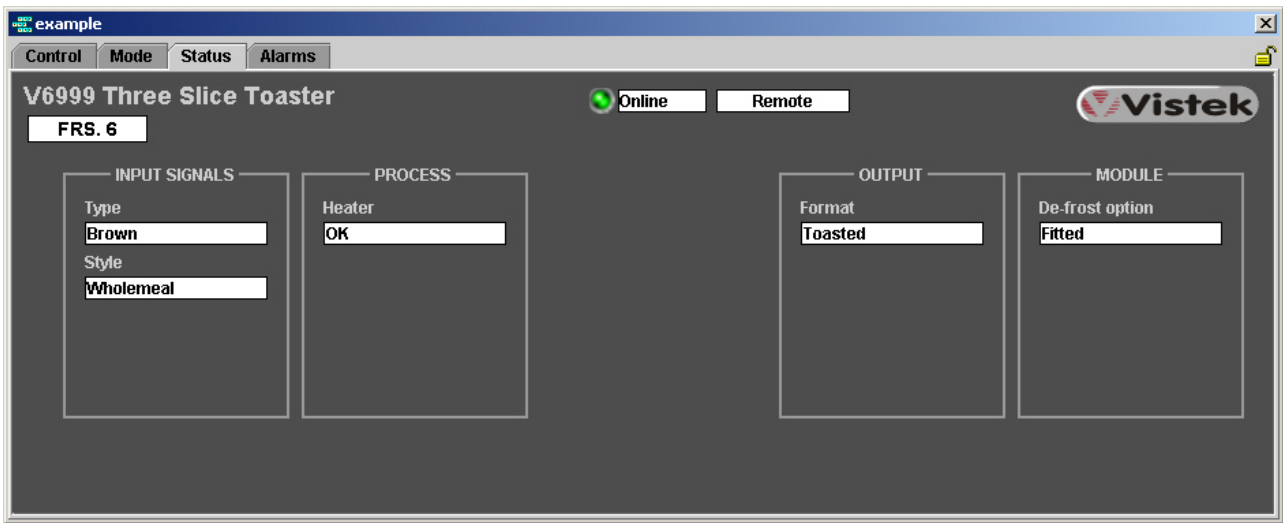 example
Control Mode Status Alarms
V6999 Three Slice Toaster
Online Remote
Vistek
FRS. 6
INPUT SIGNALS
Type
Brown
Style
Wholemeal
PROCESS
Heater
OK
OUTPUT
Format
Toasted
MODULE
De-frost option
Fitted